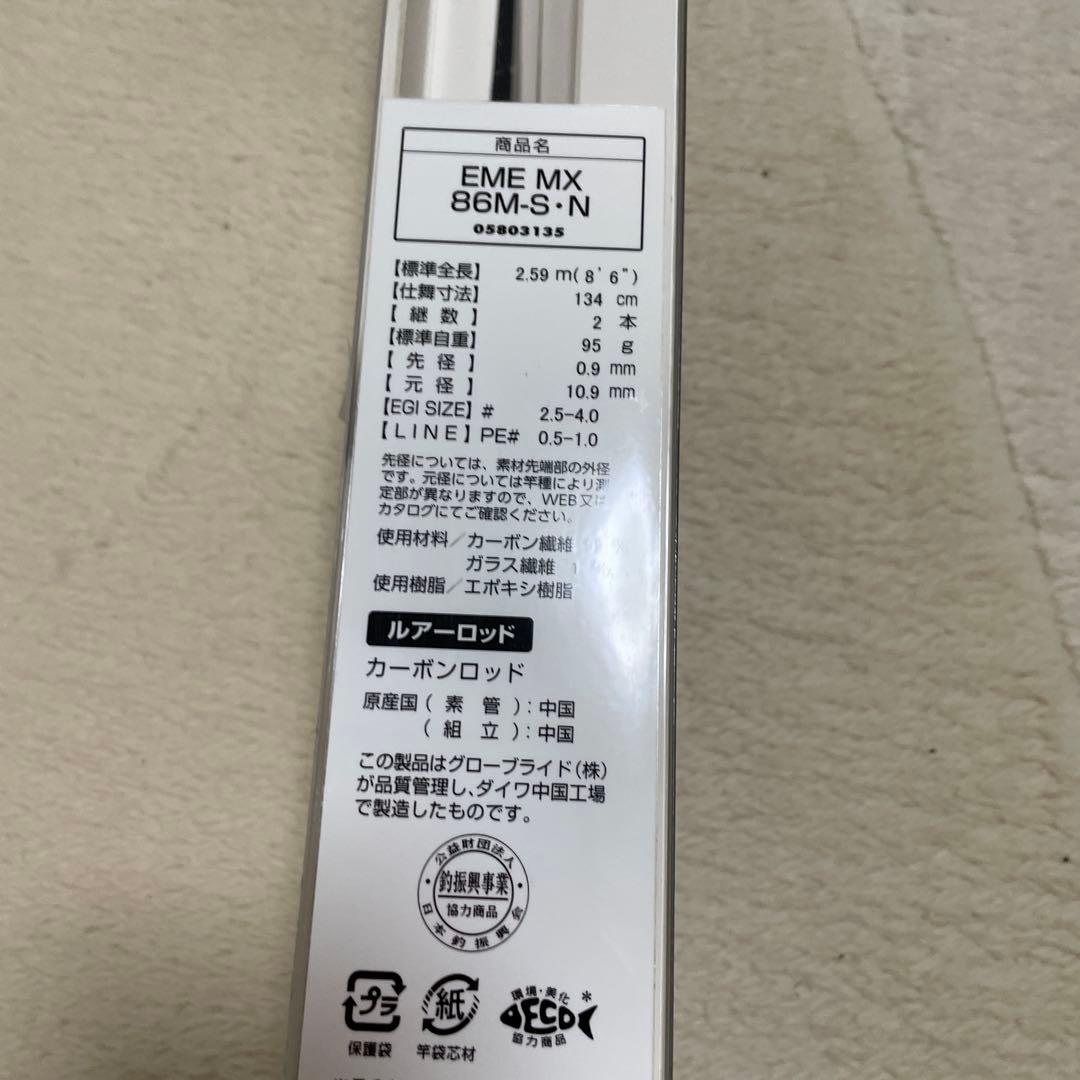 商品名
EME MX
86M-S・N
05803135
【標準全長】 2.59 m(8'6")
【仕舞寸法】 134 cm
【継数】 2 本
【標準自重】 95 g
【先径】 0.9 mm
【元径】 10.9 mm
【EGI SIZE】# 2.5-4.0
【LINE】PE# 0.5-1.0
先径については、素材先端部の外径
です。元径については竿種により測
定部が異なりますので、WEB又は
カタログにてご確認ください。
使用材料/カーボン繊維
ガラス繊維
使用樹脂/エポキシ樹脂
ルアーロッド
カーボンロッド
原産国(素管):中国
(組立):中国
この製品はグローブライド(株)
が品質管理し、ダイワ中国工場
で製造したものです。
公益財団法人
釣振興事業
協力商品
日本釣振興会
プラ 紙 環境・美化*
ECO
保護袋 竿袋芯材 協力商品